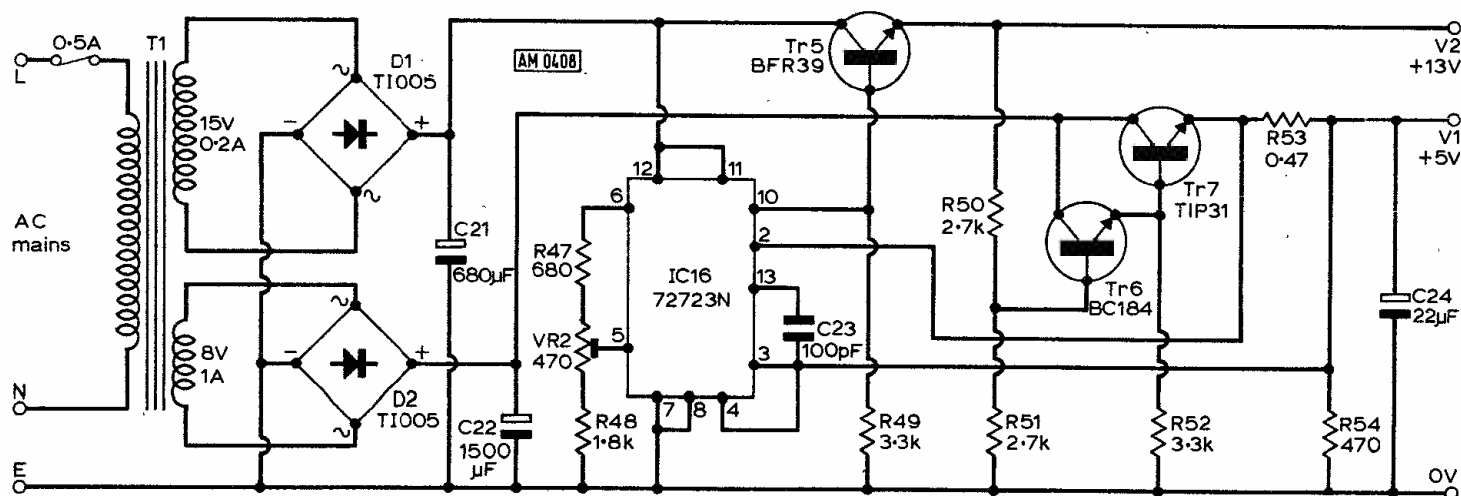 0·5A
L
T1
AC
mains
N
E
15V
0·2A
8V
1A
D1
TI005
∿
∿
−
+
D2
TI005
∿
∿
−
+
C21
680µF
C22
1500
µF
AM 0408
R47
680
VR2
470
R48
1·8k
IC16
72723N
12
11
6
10
2
13
5
3
7
8
4
C23
100pF
Tr5
BFR39
R49
3·3k
R50
2·7k
R51
2·7k
Tr6
BC184
Tr7
TIP31
R52
3·3k
R53
0·47
R54
470
C24
22µF
V2
+13V
V1
+5V
0V